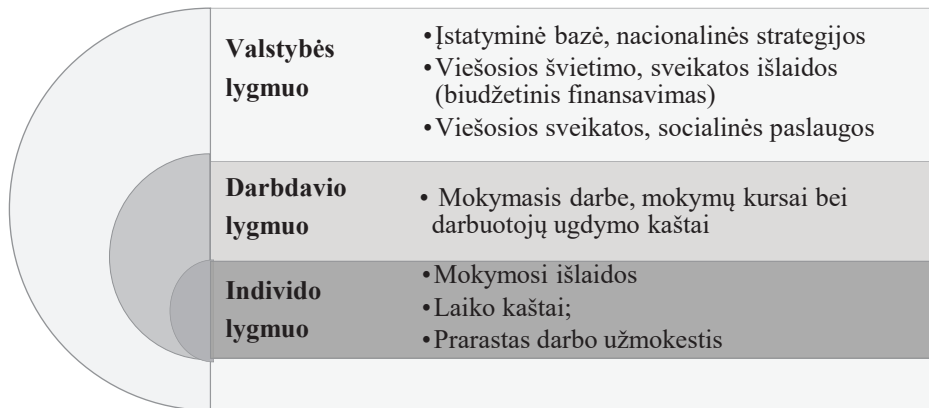 Valstybės
lygmuo
•Įstatyminė bazė, nacionalinės strategijos
•Viešosios švietimo, sveikatos išlaidos
(biudžetinis finansavimas)
•Viešosios sveikatos, socialinės paslaugos
Darbdavio
lygmuo
• Mokymasis darbe, mokymų kursai bei
darbuotojų ugdymo kaštai
Individo
lygmuo
•Mokymosi išlaidos
•Laiko kaštai;
•Prarastas darbo užmokestis